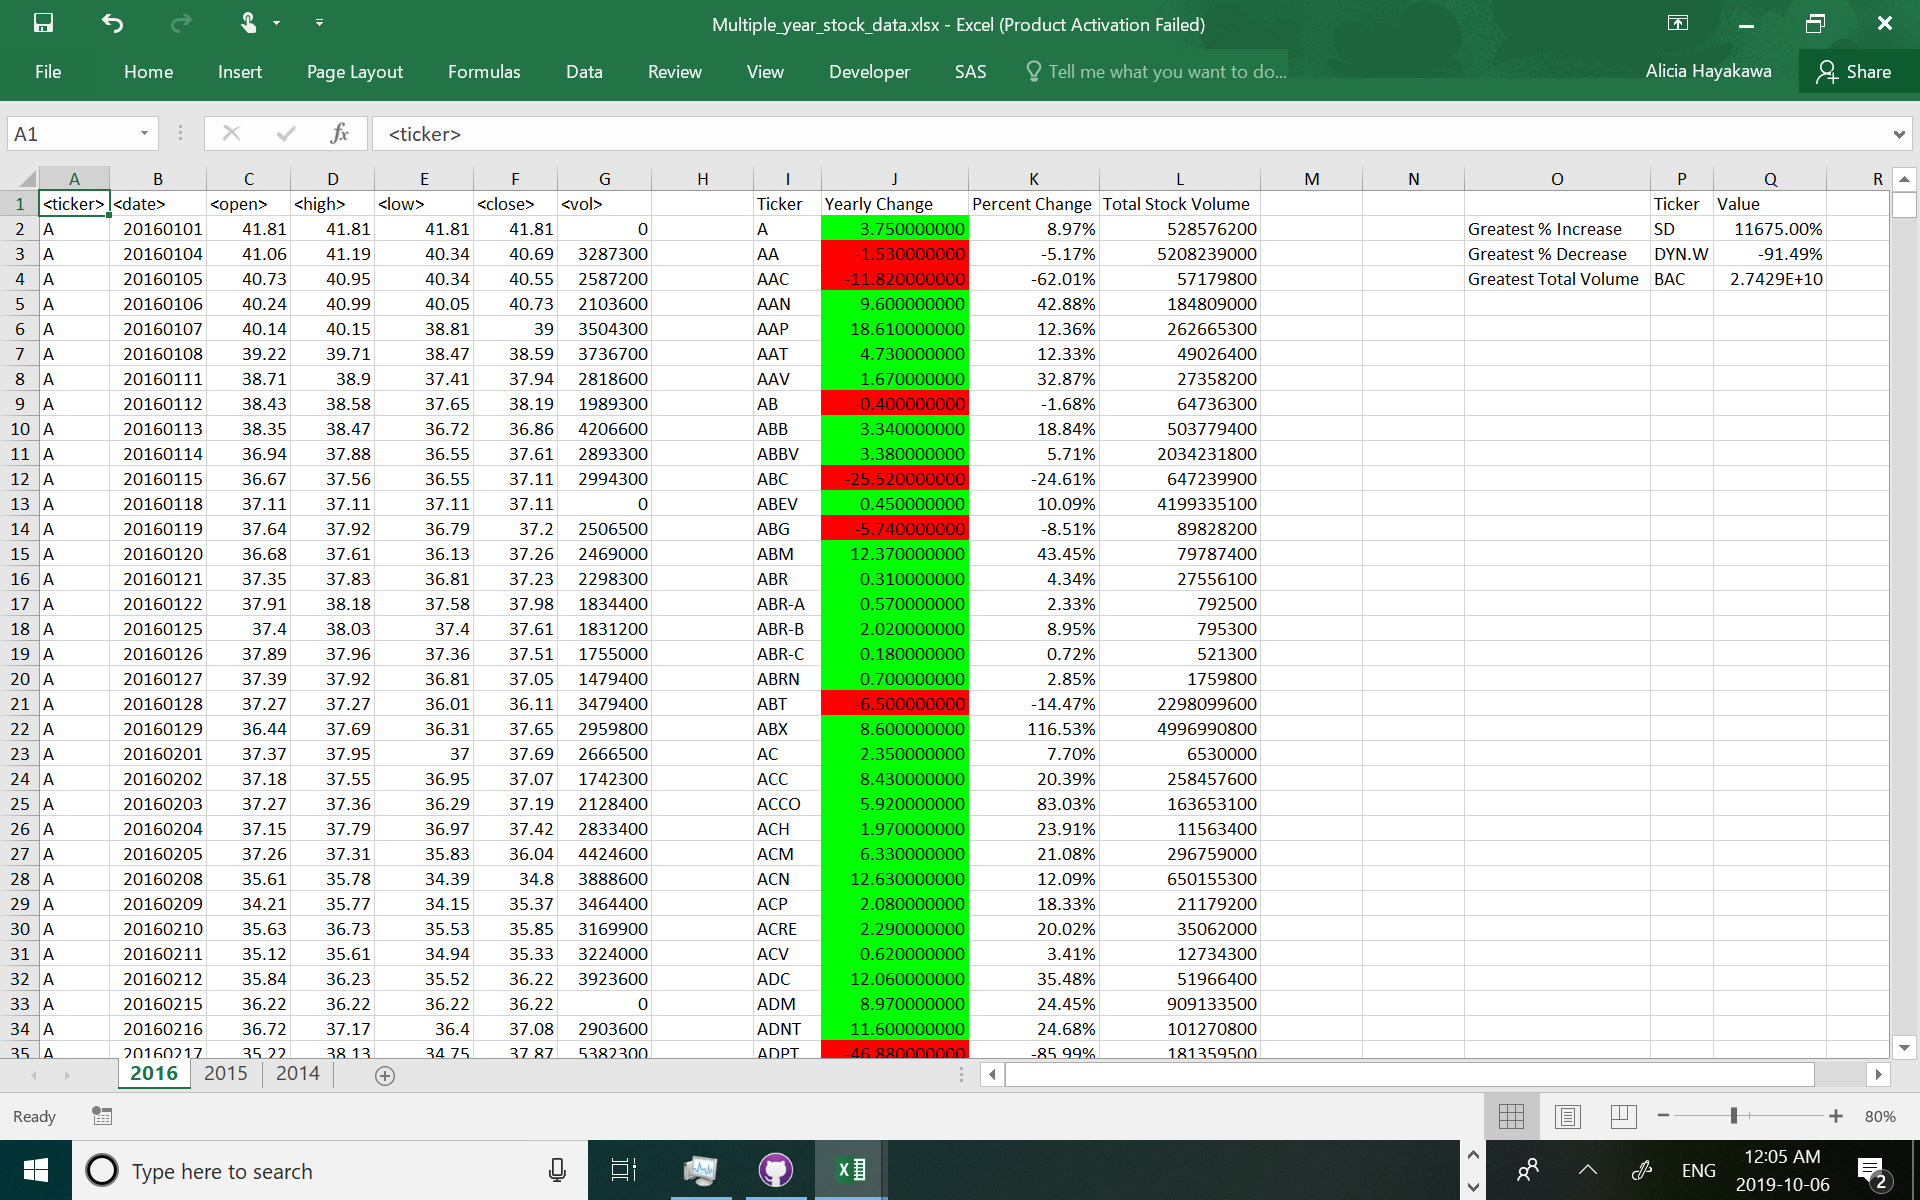 Multiple_year_stock_data.xlsx - Excel (Product Activation Failed)
File Home Insert Page Layout Formulas Data Review View Developer SAS Tell me what you want to do... Alicia Hayakawa Share
A1 fx <ticker>
A B C D E F G H I J K L M N O P Q R
1 <ticker> <date> <open> <high> <low> <close> <vol> Ticker Yearly Change Percent Change Total Stock Volume Ticker Value
2 A 20160101 41.81 41.81 41.81 41.81 0 A 3.750000000 8.97% 528576200 Greatest % Increase SD 11675.00%
3 A 20160104 41.06 41.19 40.34 40.69 3287300 AA -1.530000000 -5.17% 5208239000 Greatest % Decrease DYN.W -91.49%
4 A 20160105 40.73 40.95 40.34 40.55 2587200 AAC -11.820000000 -62.01% 57179800 Greatest Total Volume BAC 2.7429E+10
5 A 20160106 40.24 40.99 40.05 40.73 2103600 AAN 9.600000000 42.88% 184809000
6 A 20160107 40.14 40.15 38.81 39 3504300 AAP 18.610000000 12.36% 262665300
7 A 20160108 39.22 39.71 38.47 38.59 3736700 AAT 4.730000000 12.33% 49026400
8 A 20160111 38.71 38.9 37.41 37.94 2818600 AAV 1.670000000 32.87% 27358200
9 A 20160112 38.43 38.58 37.65 38.19 1989300 AB -0.400000000 -1.68% 64736300
10 A 20160113 38.35 38.47 36.72 36.86 4206600 ABB 3.340000000 18.84% 503779400
11 A 20160114 36.94 37.88 36.55 37.61 2893300 ABBV 3.380000000 5.71% 2034231800
12 A 20160115 36.67 37.56 36.55 37.11 2994300 ABC -25.520000000 -24.61% 647239900
13 A 20160118 37.11 37.11 37.11 37.11 0 ABEV 0.450000000 10.09% 4199335100
14 A 20160119 37.64 37.92 36.79 37.2 2506500 ABG -5.740000000 -8.51% 89828200
15 A 20160120 36.68 37.61 36.13 37.26 2469000 ABM 12.370000000 43.45% 79787400
16 A 20160121 37.35 37.83 36.81 37.23 2298300 ABR 0.310000000 4.34% 27556100
17 A 20160122 37.91 38.18 37.58 37.98 1834400 ABR-A 0.570000000 2.33% 792500
18 A 20160125 37.4 38.03 37.4 37.61 1831200 ABR-B 2.020000000 8.95% 795300
19 A 20160126 37.89 37.96 37.36 37.51 1755000 ABR-C 0.180000000 0.72% 521300
20 A 20160127 37.39 37.92 36.81 37.05 1479400 ABRN 0.700000000 2.85% 1759800
21 A 20160128 37.27 37.27 36.01 36.11 3479400 ABT -6.500000000 -14.47% 2298099600
22 A 20160129 36.44 37.69 36.31 37.65 2959800 ABX 8.600000000 116.53% 4996990800
23 A 20160201 37.37 37.95 37 37.69 2666500 AC 2.350000000 7.70% 6530000
24 A 20160202 37.18 37.55 36.95 37.07 1742300 ACC 8.430000000 20.39% 258457600
25 A 20160203 37.27 37.36 36.29 37.19 2128400 ACCO 5.920000000 83.03% 163653100
26 A 20160204 37.15 37.79 36.97 37.42 2833400 ACH 1.970000000 23.91% 11563400
27 A 20160205 37.26 37.31 35.83 36.04 4424600 ACM 6.330000000 21.08% 296759000
28 A 20160208 35.61 35.78 34.39 34.8 3888600 ACN 12.630000000 12.09% 650155300
29 A 20160209 34.21 35.77 34.15 35.37 3464400 ACP 2.080000000 18.33% 21179200
30 A 20160210 35.63 36.73 35.53 35.85 3169900 ACRE 2.290000000 20.02% 35062000
31 A 20160211 35.12 35.61 34.94 35.33 3224000 ACV 0.620000000 3.41% 12734300
32 A 20160212 35.84 36.23 35.52 36.22 3923600 ADC 12.060000000 35.48% 51966400
33 A 20160215 36.22 36.22 36.22 36.22 0 ADM 8.970000000 24.45% 909133500
34 A 20160216 36.72 37.17 36.4 37.08 2903600 ADNT 11.600000000 24.68% 101270800
35 A 20160217 35.22 38.13 34.75 37.87 5382300 ADPT -46.880000000 -85.99% 181359500
2016 2015 2014
Ready 80%
Type here to search ENG 12:05 AM
2019-10-06 2